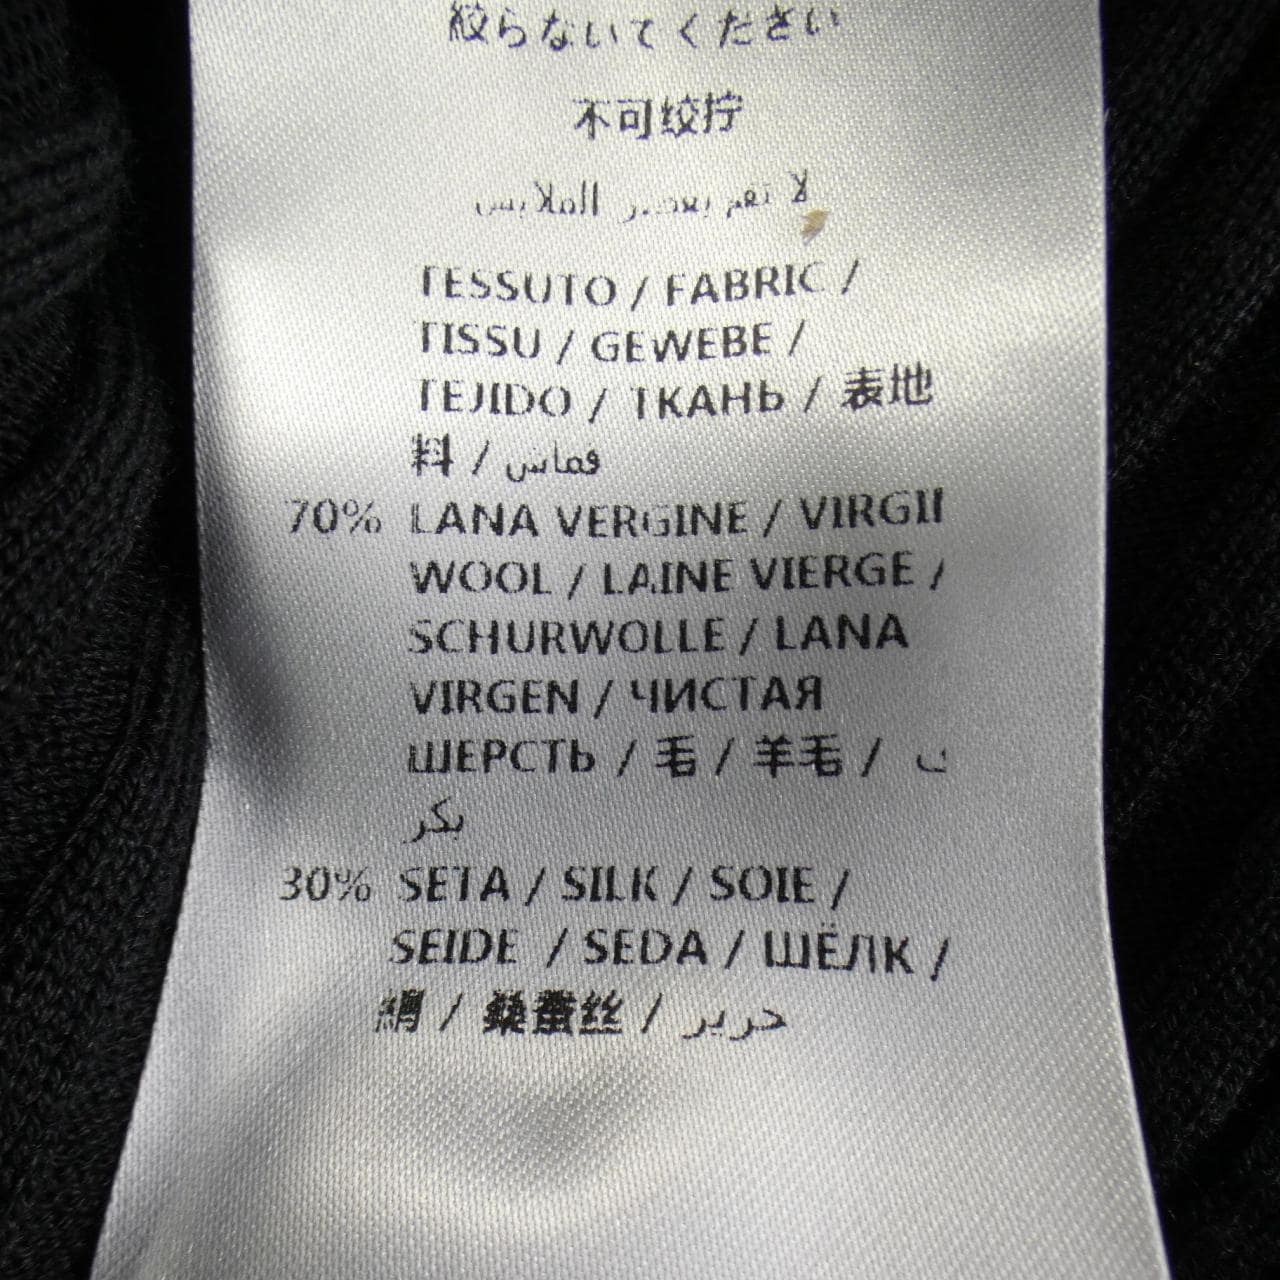 絞らないでください
不可绞拧
لا تقم بعصر الملابس
TESSUTO / FABRIC /
TISSU / GEWEBE /
TEJIDO / ТКАНЬ / 表地
料 / قماش
70% LANA VERGINE / VIRGIN
WOOL / LAINE VIERGE /
SCHURWOLLE / LANA
VIRGEN / ЧИСТАЯ
ШЕРСТЬ / 毛 / 羊毛 /
بكر
30% SETA / SILK / SOIE /
SEIDE / SEDA / ШЁЛК /
絹 / 桑蚕丝 / حرير